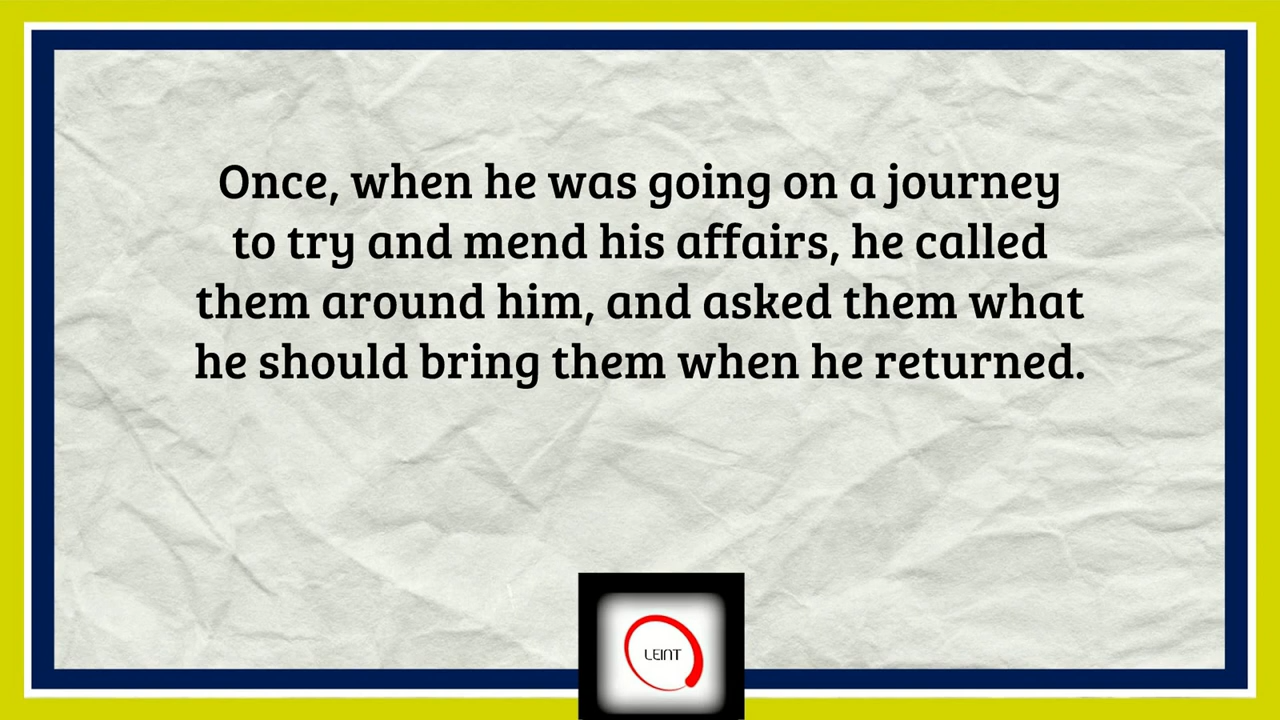 Once, when he was going on a journey
to try and mend his affairs, he called
them around him, and asked them what
he should bring them when he returned.
LEINT